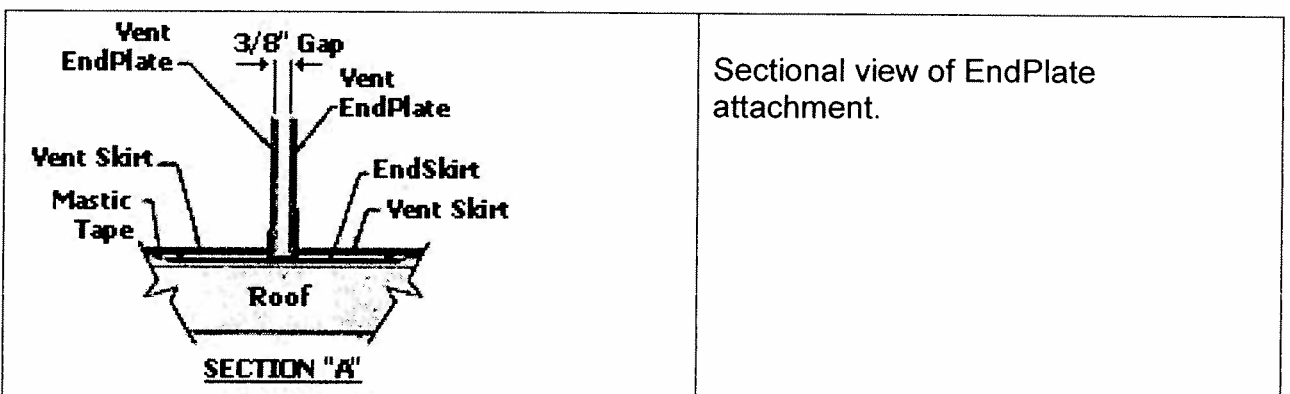 Vent
EndPlate
3/8" Gap
Vent
EndPlate
Vent Skirt
EndSkirt
Mastic
Tape
Vent Skirt
Roof
SECTION "A"
Sectional view of EndPlate
attachment.